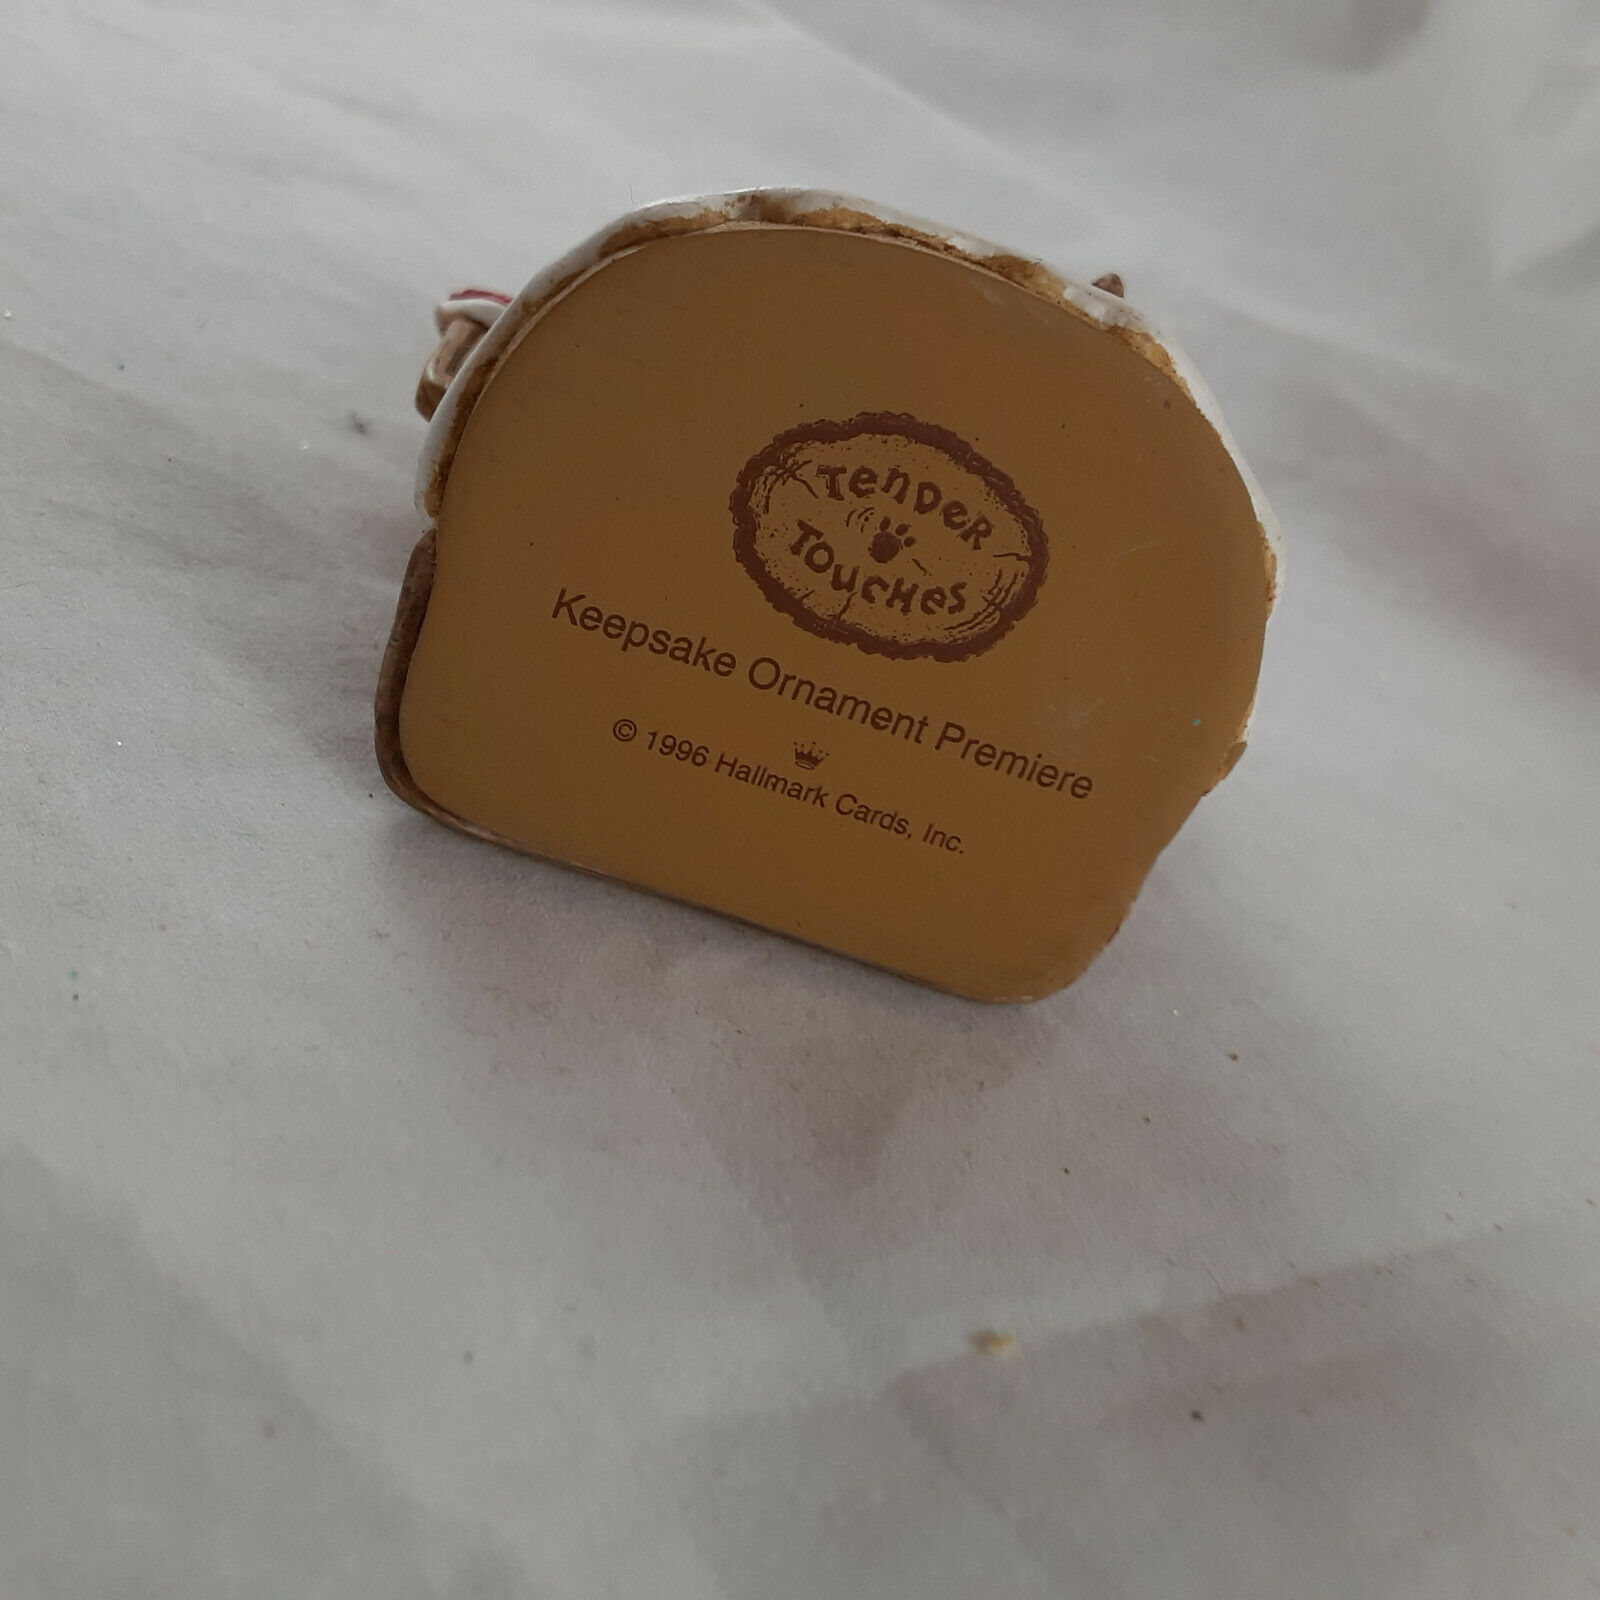 TenDeR
TOucHes
Keepsake Ornament Premiere
© 1996 Hallmark Cards, Inc.